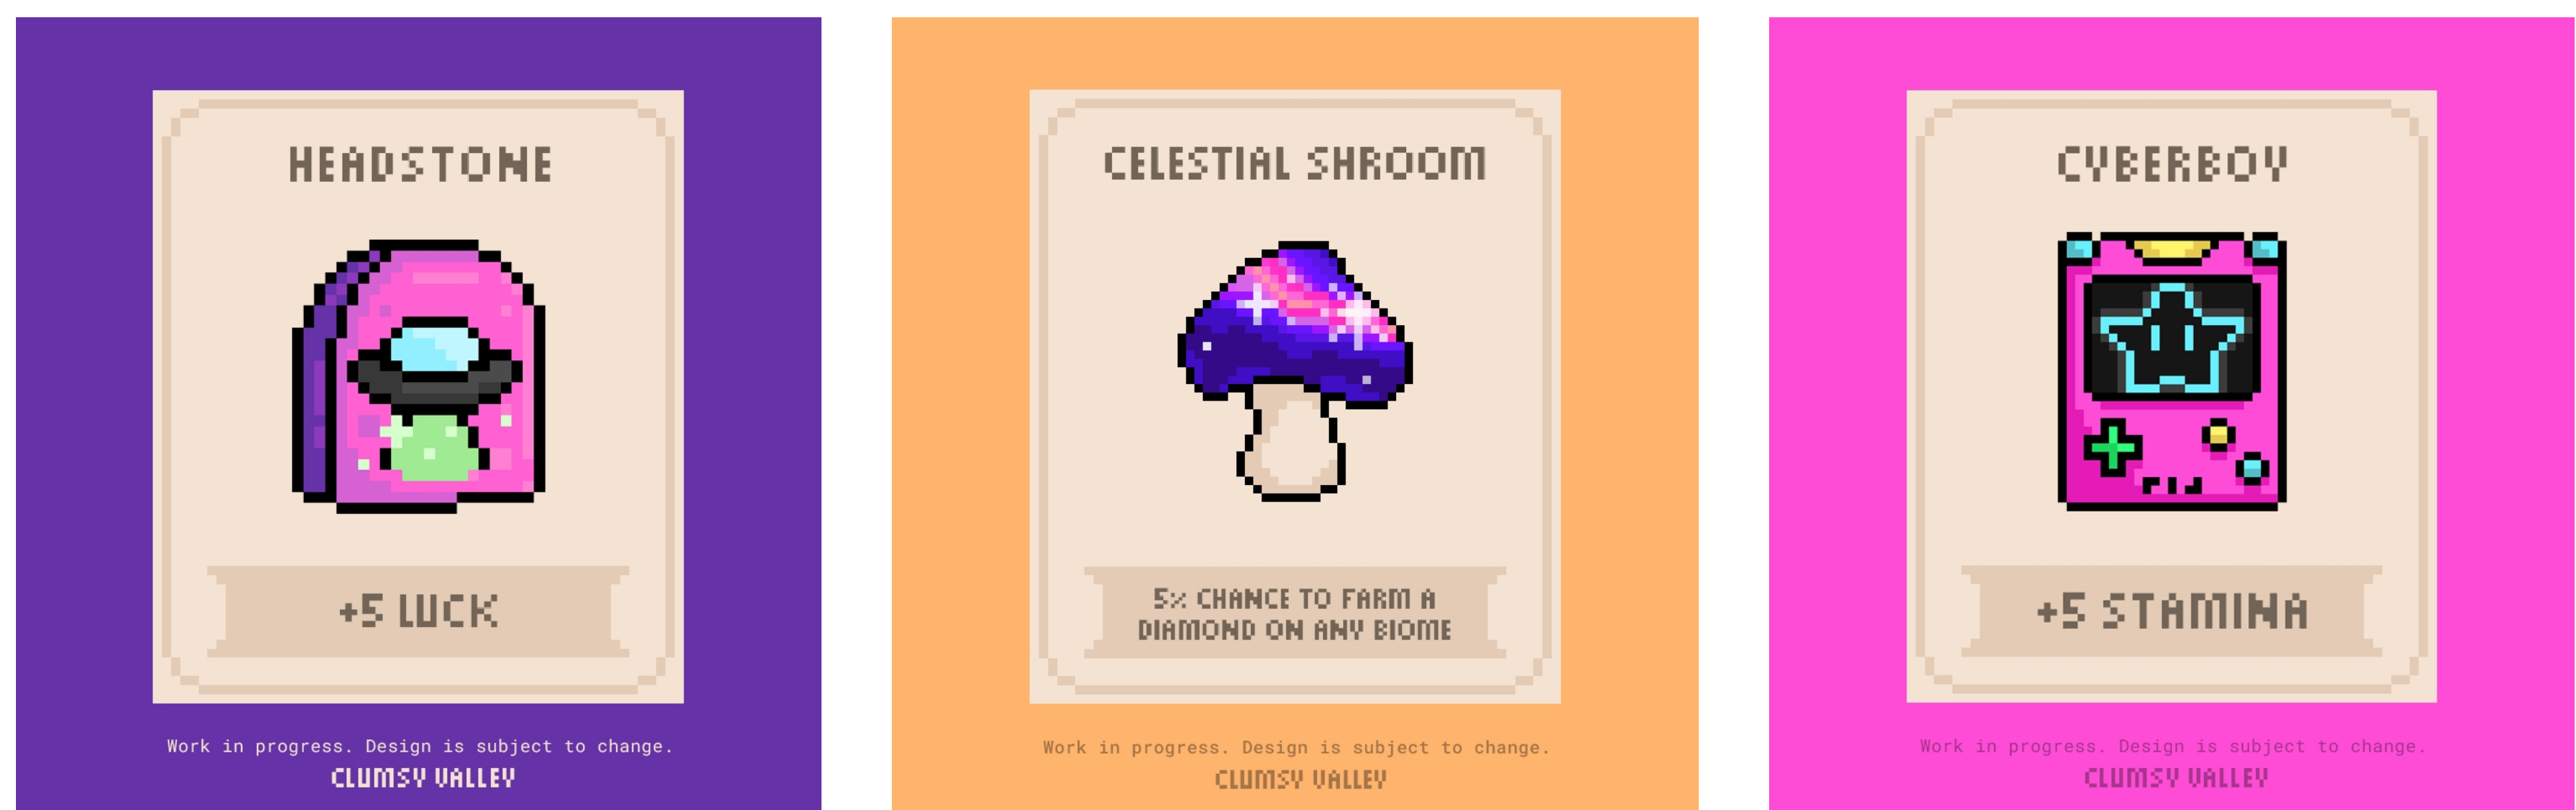 HEADSTONE
+5 LUCK
Work in progress. Design is subject to change.
CLUMSY VALLEY
CELESTIAL SHROOM
5% CHANCE TO FARM A
DIAMOND ON ANY BIOME
Work in progress. Design is subject to change.
CLUMSY VALLEY
CYBERBOY
+5 STAMINA
Work in progress. Design is subject to change.
CLUMSY VALLEY